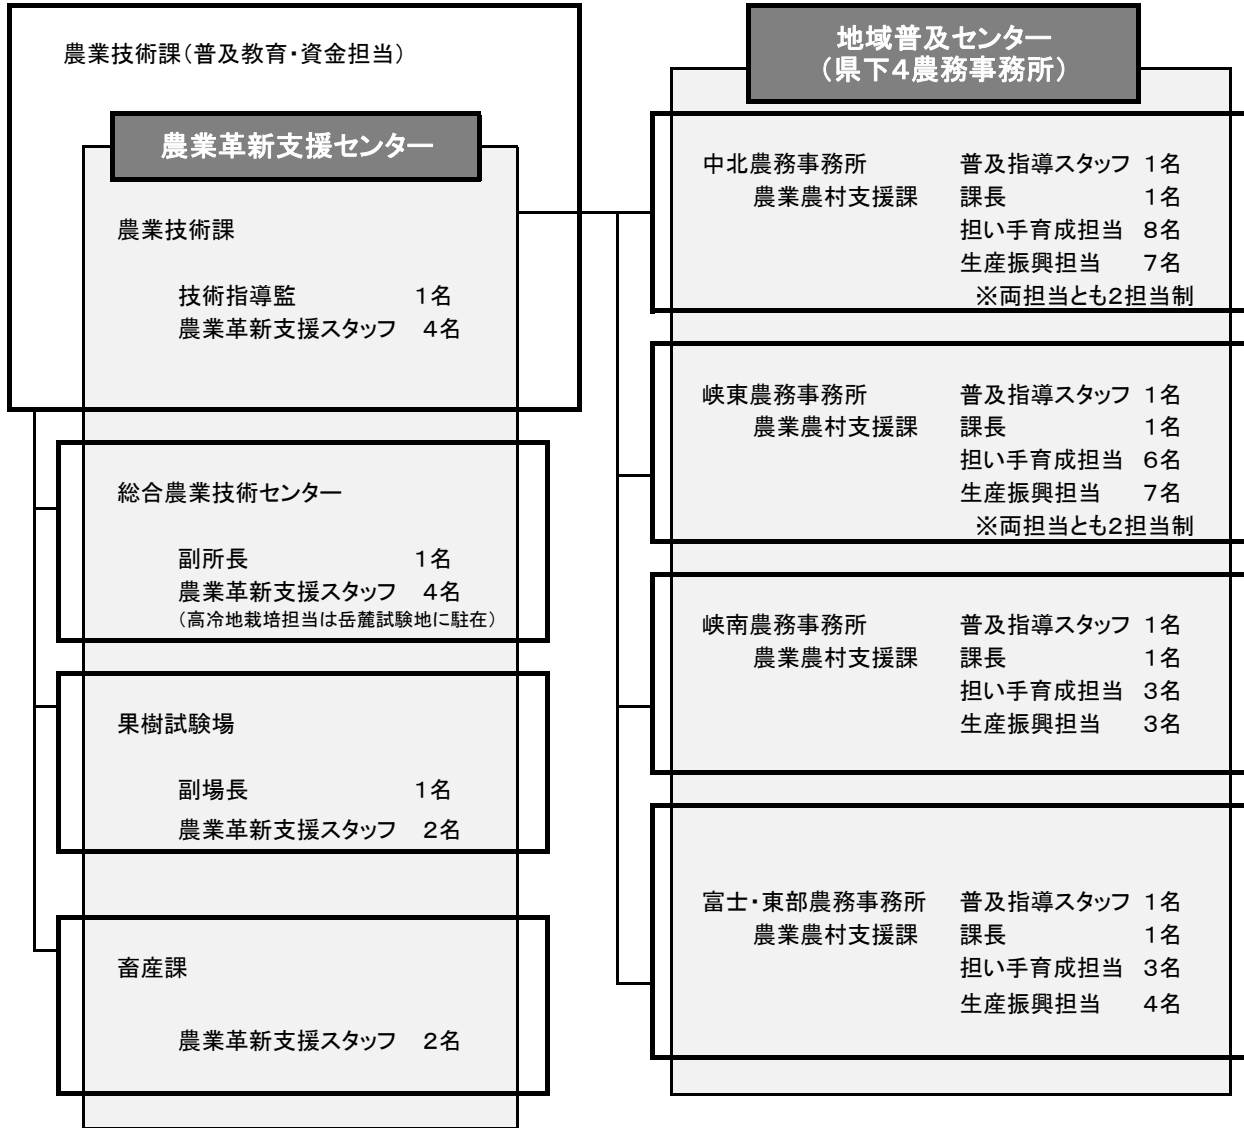 農業技術課(普及教育・資金担当)
農業革新支援センター
農業技術課
技術指導監 1名
農業革新支援スタッフ 4名
総合農業技術センター
副所長 1名
農業革新支援スタッフ 4名
(高冷地栽培担当は岳麓試験地に駐在)
果樹試験場
副場長 1名
農業革新支援スタッフ 2名
畜産課
農業革新支援スタッフ 2名
地域普及センター
(県下4農務事務所)
中北農務事務所 普及指導スタッフ 1名
農業農村支援課 課長 1名
担い手育成担当 8名
生産振興担当 7名
※両担当とも2担当制
峡東農務事務所 普及指導スタッフ 1名
農業農村支援課 課長 1名
担い手育成担当 6名
生産振興担当 7名
※両担当とも2担当制
峡南農務事務所 普及指導スタッフ 1名
農業農村支援課 課長 1名
担い手育成担当 3名
生産振興担当 3名
富士・東部農務事務所 普及指導スタッフ 1名
農業農村支援課 課長 1名
担い手育成担当 3名
生産振興担当 4名